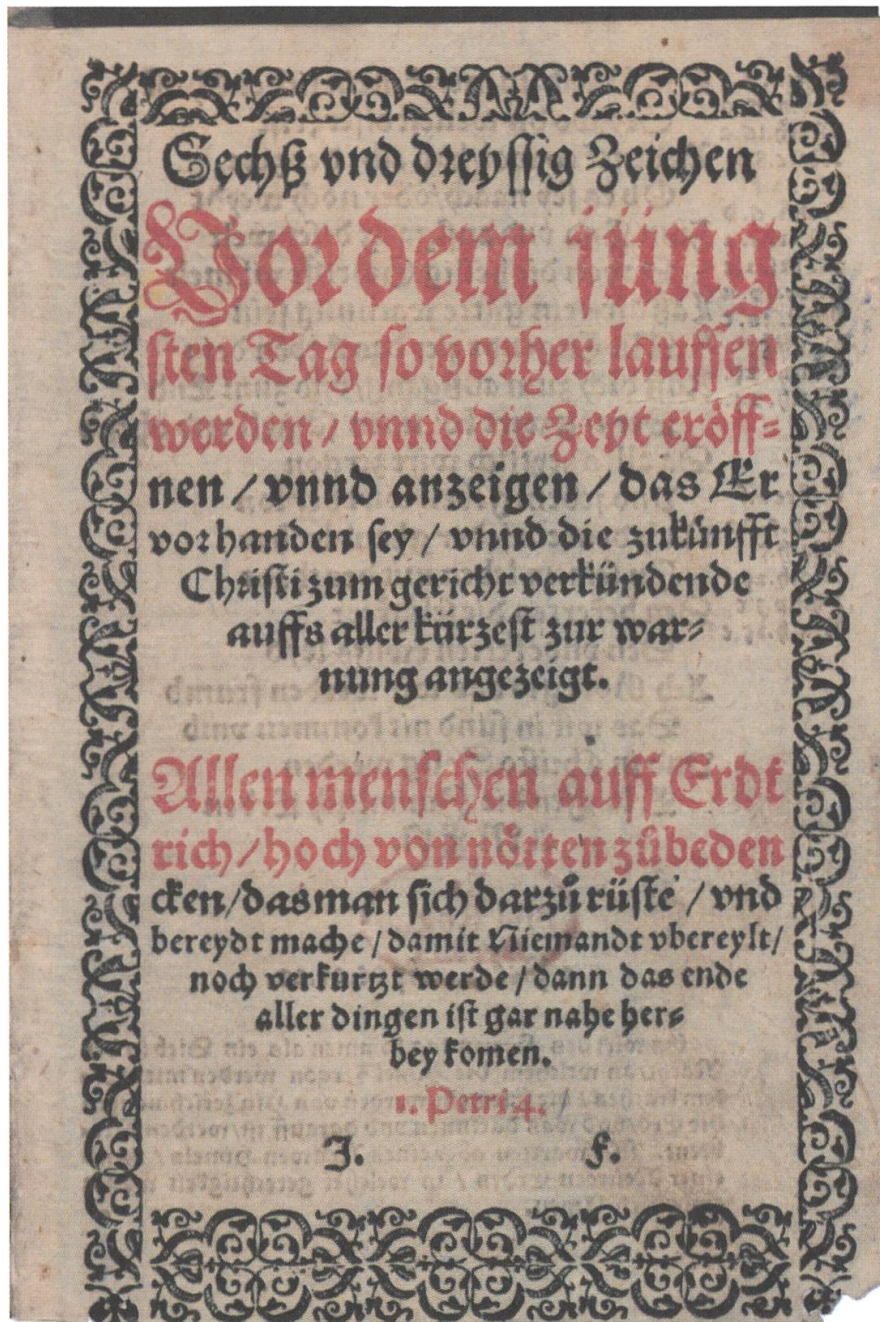 Sechß vnd dreyssig Zeichen
Vor dem jüng
sten Tag so vorher lauffen
werden / vnnd die Zeyt eröff=
nen / vnnd anzeigen / das Er
vorhanden sey / vnnd die zukünfft
Christi zum gericht verkündende
auffs aller kürzest zur war=
nung angezeigt.
Allen menschen auff Erdt
rich / hoch von nötten zůbeden
cken / das man sich darzů rüste / vnd
bereydt mache / damit Niemandt vbereylt /
noch verkurtzt werde / dann das ende
aller dingen ist gar nahe her=
bey komen.
1. Petri 4.
J. F.